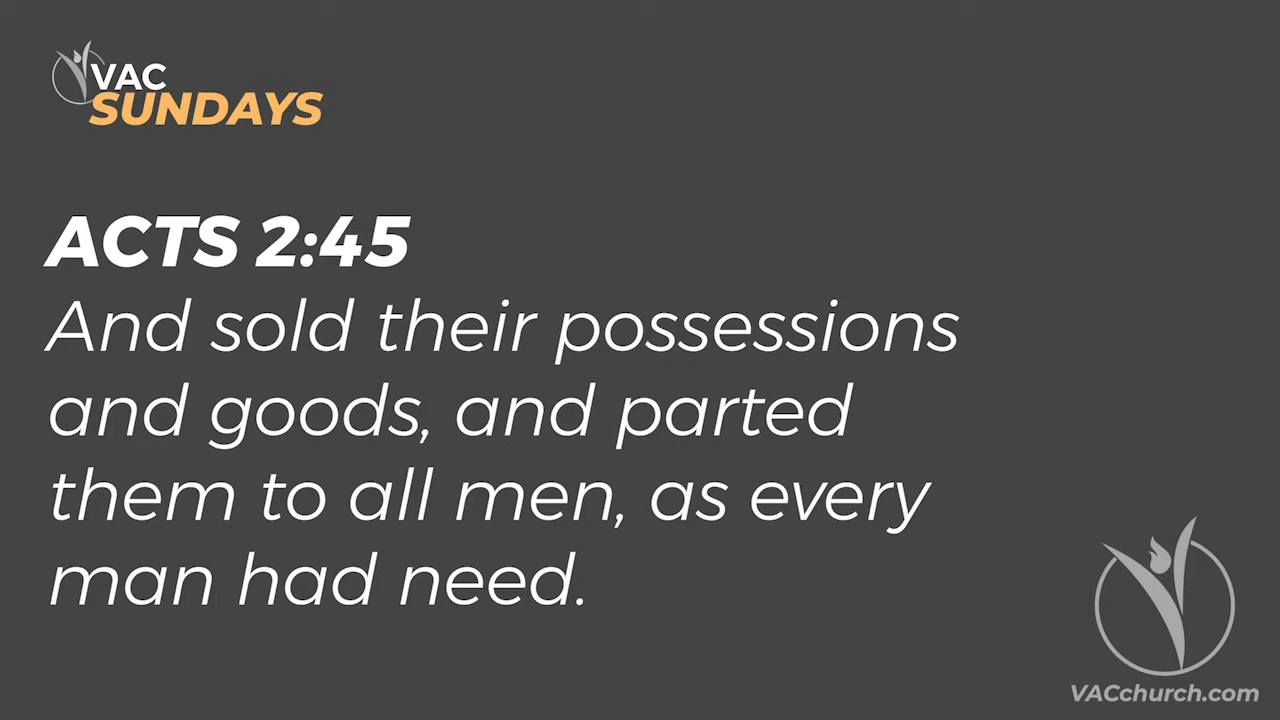 VAC
SUNDAYS
ACTS 2:45
And sold their possessions
and goods, and parted
them to all men, as every
man had need.
VACchurch.com